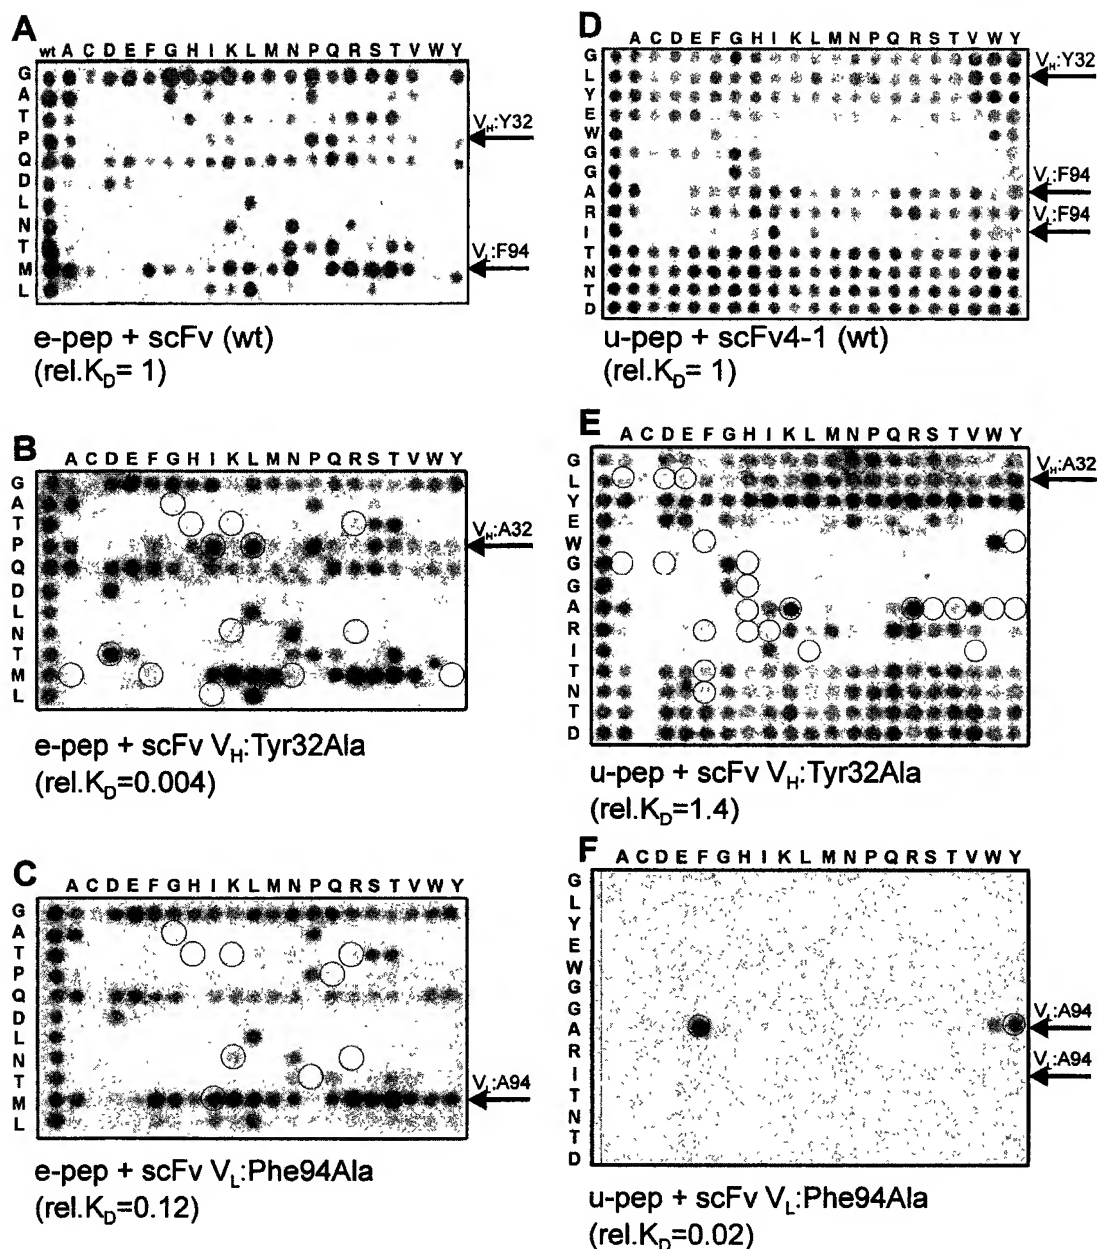 A
wt A C D E F G H I K L M N P Q R S T V W Y
G
A
T
P
Q
D
L
N
T
M
L
VH:Y32
VL:F94
e-pep + scFv (wt)
(rel.KD= 1)
B
A C D E F G H I K L M N P Q R S T V W Y
G
A
T
P
Q
D
L
N
T
M
L
VH:A32
e-pep + scFv VH:Tyr32Ala
(rel.KD=0.004)
C
A C D E F G H I K L M N P Q R S T V W Y
G
A
T
P
Q
D
L
N
T
M
L
VL:A94
e-pep + scFv VL:Phe94Ala
(rel.KD=0.12)
D
A C D E F G H I K L M N P Q R S T V W Y
G
L
Y
E
W
G
G
A
R
I
T
N
T
D
VH:Y32
VL:F94
VL:F94
u-pep + scFv4-1 (wt)
(rel.KD= 1)
E
A C D E F G H I K L M N P Q R S T V W Y
G
L
Y
E
W
G
G
A
R
I
T
N
T
D
VH:A32
u-pep + scFv VH:Tyr32Ala
(rel.KD=1.4)
F
A C D E F G H I K L M N P Q R S T V W Y
G
L
Y
E
W
G
G
A
R
I
T
N
T
D
VL:A94
VL:A94
u-pep + scFv VL:Phe94Ala
(rel.KD=0.02)